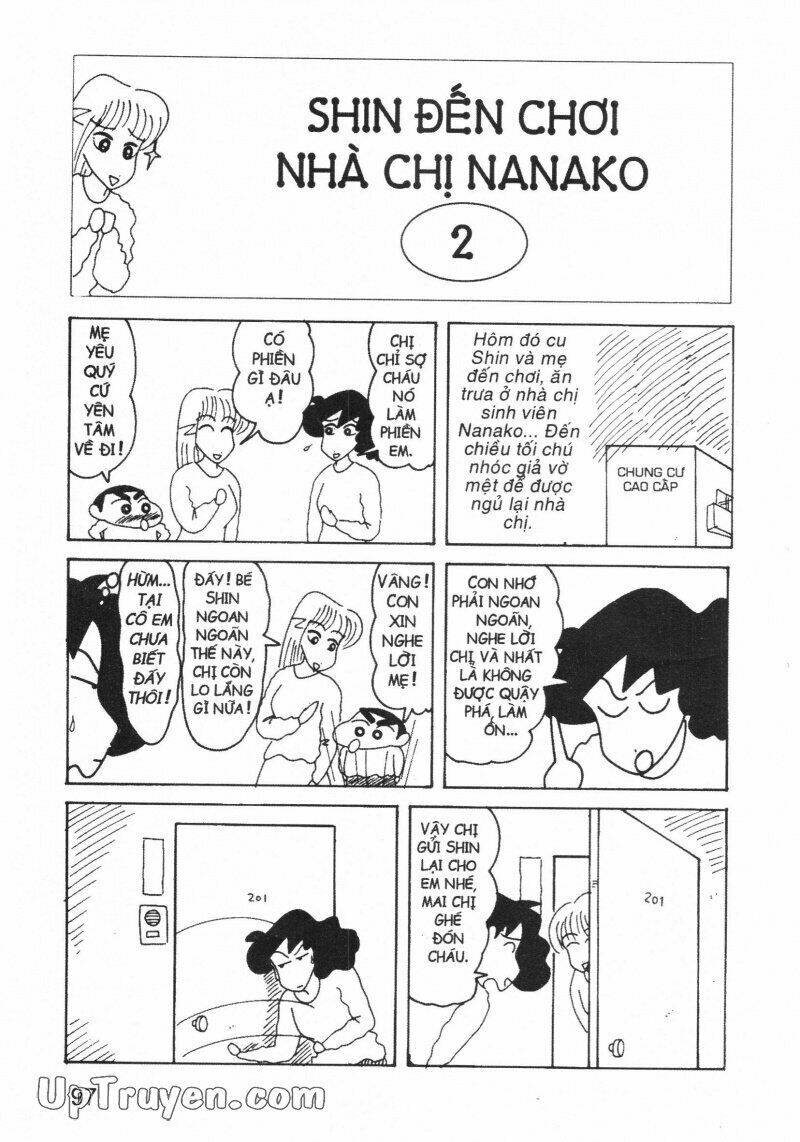 SHIN ĐẾN CHƠI
NHÀ CHỊ NANAKO
2
Hôm đó cu
Shin và mẹ
đến chơi, ăn
trưa ở nhà chị
sinh viên
Nanako... Đến
chiều tối chú
nhóc giả vờ
mệt để được
ngủ lại nhà
chị.
CHUNG CƯ
CAO CẤP
CHỊ
CHỈ SỢ
CHÁU
NÓ
LÀM
PHIỀN
EM.
CÓ
PHIỀN
GÌ ĐÂU
Ạ!
MẸ
YÊU
QUÝ
CỨ
YÊN
TÂM
VỀ ĐI!
CON NHỚ
PHẢI NGOAN
NGOÃN,
NGHE LỜI
CHỊ, VÀ NHẤT
LÀ KHÔNG
ĐƯỢC QUẬY
PHÁ, LÀM
ỒN...
VÂNG!
CON
XIN
NGHE
LỜI
MẸ!
ĐẤY! BÉ
SHIN
NGOAN
NGOÃN
THẾ NÀY,
CHỊ CÒN
LO LẮNG
GÌ NỮA!
HỪM...
TẠI
CÔ EM
CHƯA
BIẾT
ĐẤY
THÔI!
VẬY CHỊ
GỬI SHIN
LẠI CHO
EM NHÉ,
MAI CHỊ
GHÉ
ĐÓN
CHÁU.
201
201
97
UpTruyen.com